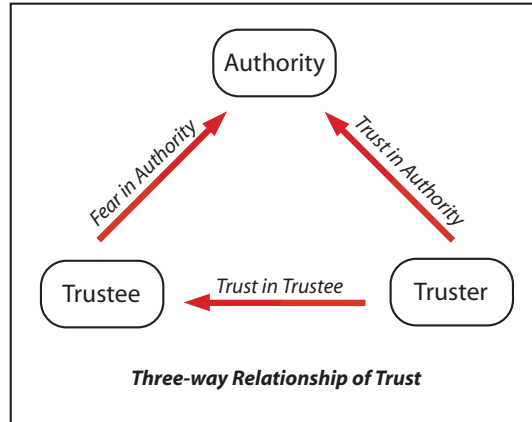 Authority
Fear in Authority
Trust in Authority
Trustee
Trust in Trustee
Truster
Three-way Relationship of Trust